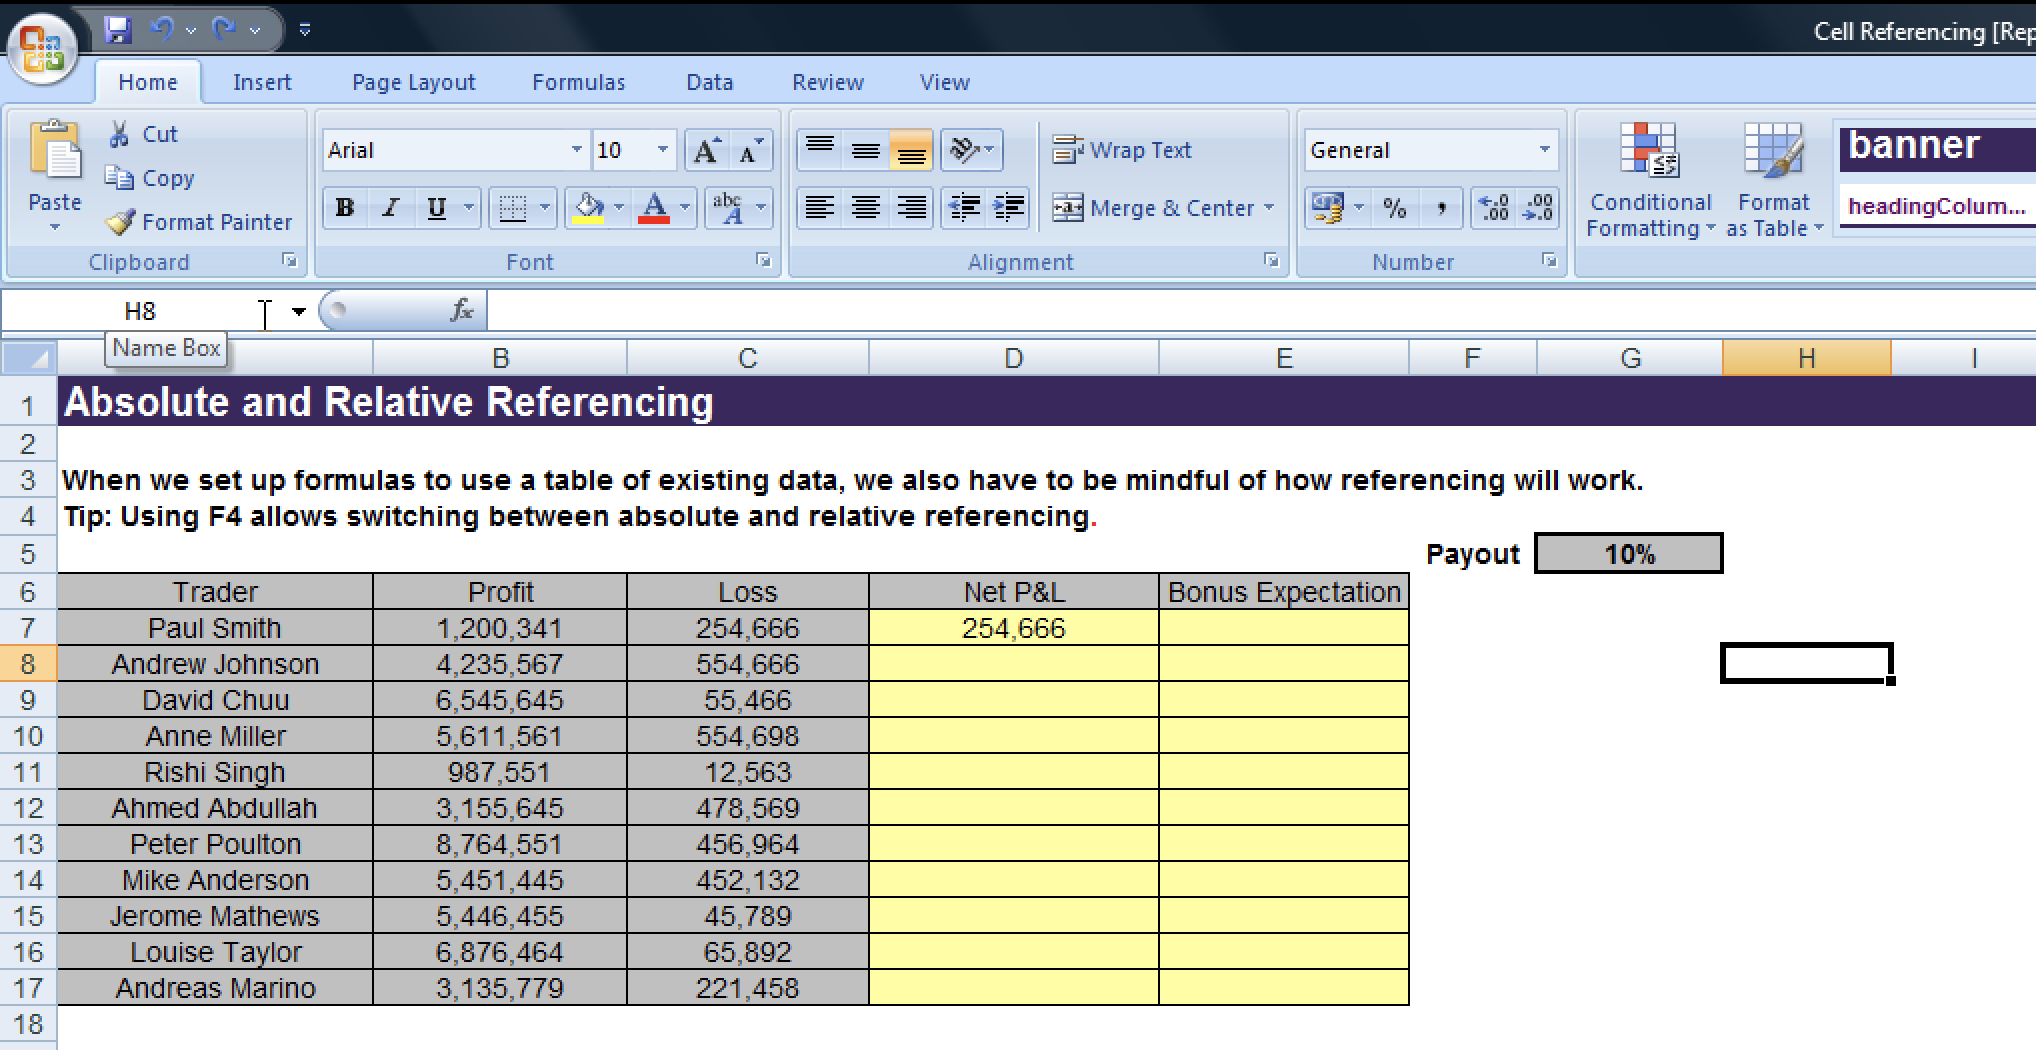 Cell Referencing [Rep
Home Insert Page Layout Formulas Data Review View
Paste
Cut
Copy
Format Painter
Clipboard
Arial 10 A A
B I U abc A A
Font
Wrap Text
Merge & Center
Alignment
General
% , .0 .00 .00 .0
Number
Conditional Formatting
Format as Table
banner
headingColum...
H8 fx
Name Box
B C D E F G H I
1 Absolute and Relative Referencing
2
3 When we set up formulas to use a table of existing data, we also have to be mindful of how referencing will work.
4 Tip: Using F4 allows switching between absolute and relative referencing.
5 Payout 10%
6 Trader Profit Loss Net P&L Bonus Expectation
7 Paul Smith 1,200,341 254,666 254,666
8 Andrew Johnson 4,235,567 554,666
9 David Chuu 6,545,645 55,466
10 Anne Miller 5,611,561 554,698
11 Rishi Singh 987,551 12,563
12 Ahmed Abdullah 3,155,645 478,569
13 Peter Poulton 8,764,551 456,964
14 Mike Anderson 5,451,445 452,132
15 Jerome Mathews 5,446,455 45,789
16 Louise Taylor 6,876,464 65,892
17 Andreas Marino 3,135,779 221,458
18